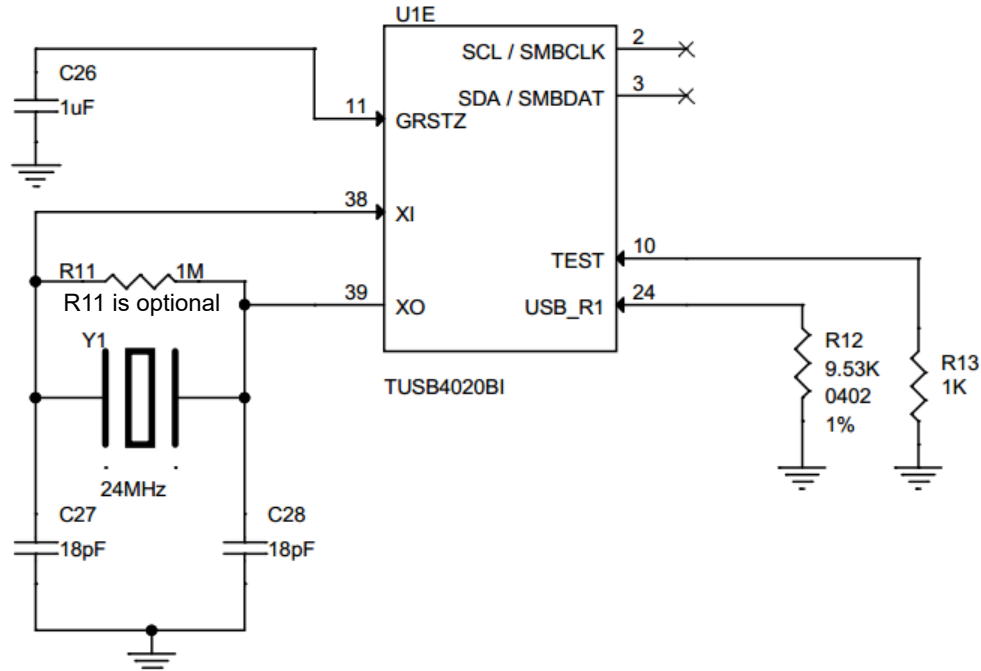 U1E
SCL / SMBCLK
2
C26
1uF
SDA / SMBDAT
3
11
GRSTZ
38
XI
R11
1M
R11 is optional
39
XO
TEST
10
USB_R1
24
Y1
TUSB4020BI
R12
9.53K
0402
1%
R13
1K
24MHz
C27
18pF
C28
18pF